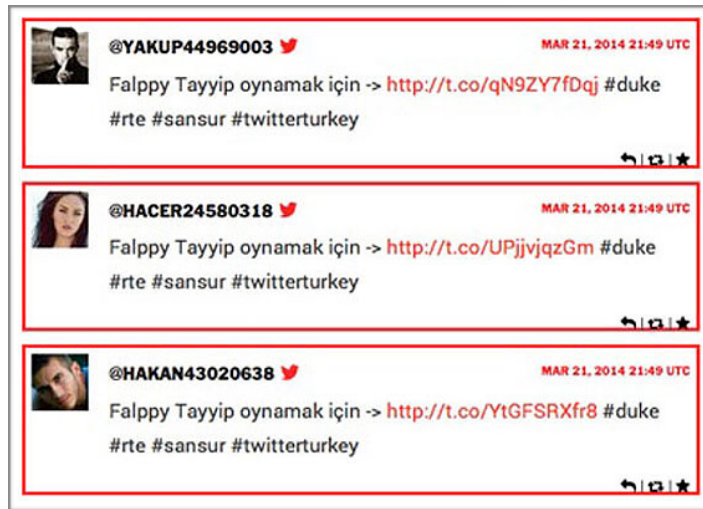 @YAKUP44969003 MAR 21, 2014 21:49 UTC
Falppy Tayyip oynamak için -> http://t.co/qN9ZY7fDqj #duke
#rte #sansur #twitterturkey
@HACER24580318 MAR 21, 2014 21:49 UTC
Falppy Tayyip oynamak için -> http://t.co/UPjjvjqzGm #duke
#rte #sansur #twitterturkey
@HAKAN43020638 MAR 21, 2014 21:49 UTC
Falppy Tayyip oynamak için -> http://t.co/YtGFSRXfr8 #duke
#rte #sansur #twitterturkey